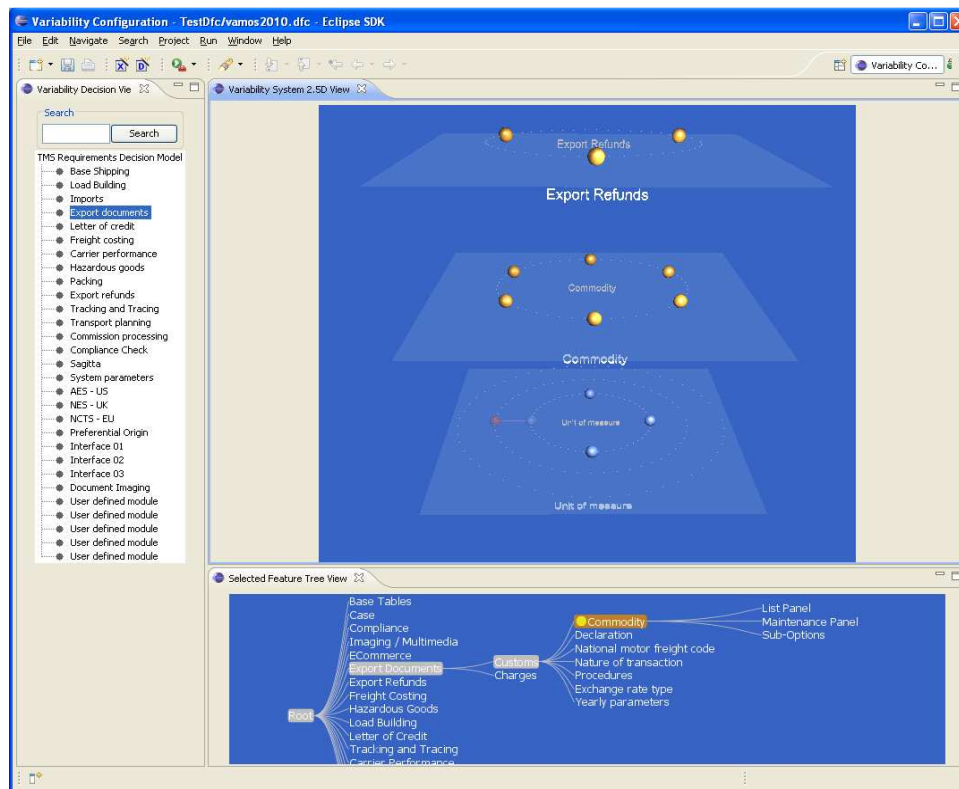 Variability Configuration - TestDfc/vamos2010.dfc - Eclipse SDK
File Edit Navigate Search Project Run Window Help
Variability Co...
Variability Decision Vie
Variability System 2.5D View
Search
Search
TMS Requirements Decision Model
Base Shipping
Load Building
Imports
Export documents
Letter of credit
Freight costing
Carrier performance
Hazardous goods
Packing
Export refunds
Tracking and Tracing
Transport planning
Commission processing
Compliance Check
Sagitta
System parameters
AES - US
NES - UK
NCTS - EU
Preferential Origin
Interface 01
Interface 02
Interface 03
Document Imaging
User defined module
User defined module
User defined module
User defined module
User defined module
Export Refunds
Export Refunds
Commodity
Commodity
Unit of measure
Unit of measure
Selected Feature Tree View
Root
Base Tables
Case
Compliance
Imaging / Multimedia
ECommerce
Export Documents
Export Refunds
Freight Costing
Hazardous Goods
Load Building
Letter of Credit
Tracking and Tracing
Carrier Performance
Customs
Charges
Commodity
Declaration
National motor freight code
Nature of transaction
Procedures
Exchange rate type
Yearly parameters
List Panel
Maintenance Panel
Sub-Options